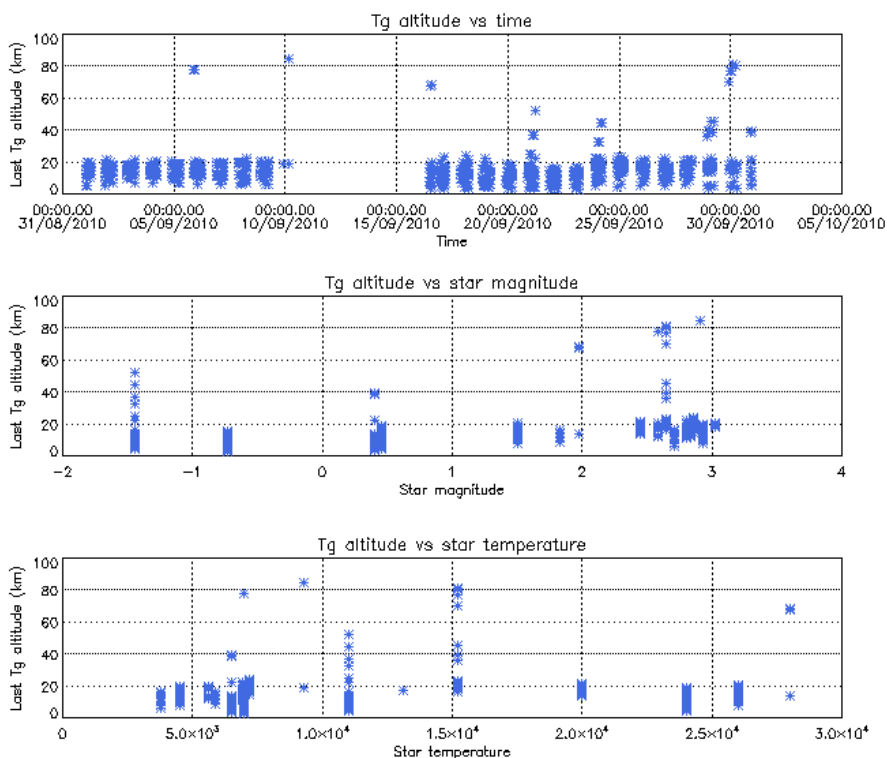 Tg altitude vs time
Last Tg altitude (km)
100
80
60
40
20
0
00:00.00 00:00.00 00:00.00 00:00.00 00:00.00 00:00.00 00:00.00 00:00.00
31/08/2010 05/09/2010 10/09/2010 15/09/2010 20/09/2010 25/09/2010 30/09/2010 05/10/2010
Time
Tg altitude vs star magnitude
Last Tg altitude (km)
100
80
60
40
20
0
-2 -1 0 1 2 3 4
Star magnitude
Tg altitude vs star temperature
Last Tg altitude (km)
100
80
60
40
20
0
0 5.0×10³ 1.0×10⁴ 1.5×10⁴ 2.0×10⁴ 2.5×10⁴ 3.0×10⁴
Star temperature